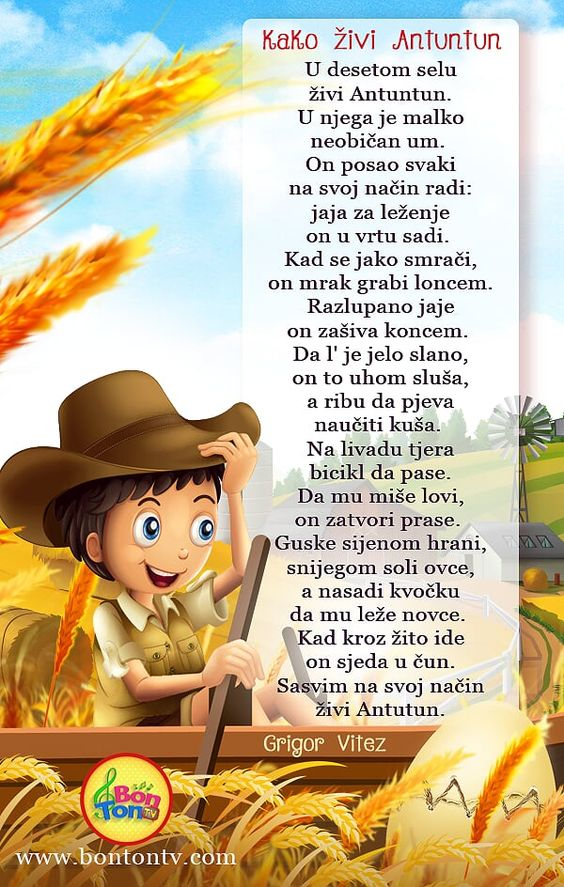 KaKo živi Antuntun
U desetom selu
živi Antuntun.
U njega je malko
neobičan um.
On posao svaki
na svoj način radi:
jaja za leženje
on u vrtu sadi.
Kad se jako smrači,
on mrak grabi loncem.
Razlupano jaje
on zašiva koncem.
Da l' je jelo slano,
on to uhom sluša,
a ribu da pjeva
naučiti kuša.
Na livadu tjera
bicikl da pase.
Da mu miše lovi,
on zatvori prase.
Guske sijenom hrani,
snijegom soli ovce,
a nasadi kvočku
da mu leže novce.
Kad kroz žito ide
on sjeda u čun.
Sasvim na svoj način
živi Antutun.
Grigor Vitez
Bon
Ton
TV
www.bontontv.com